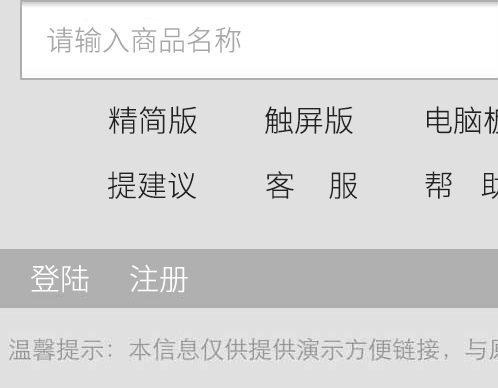 请输入商品名称
精简版 触屏版 电脑
提建议 客 服 帮
登陆 注册
温馨提示：本信息仅供提供演示方便链接，与